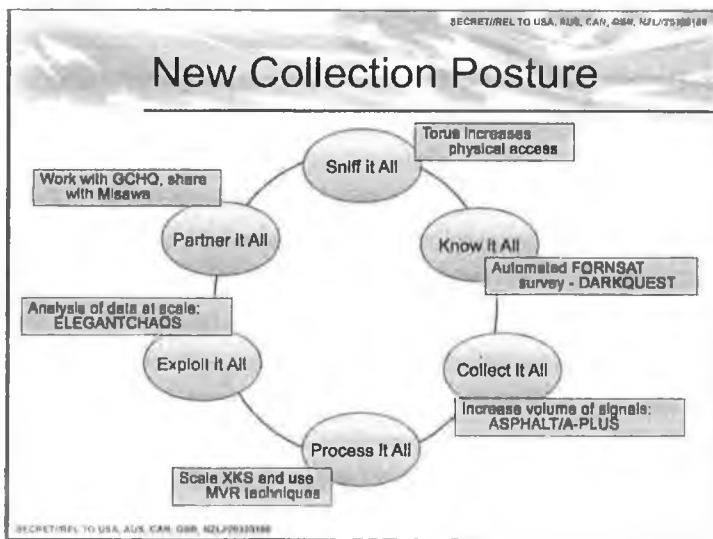 SECRET//REL TO USA, AUS, CAN, GBR, NZL//20320108
New Collection Posture
Sniff it All
Torus increases
physical access
Know it All
Automated FORNSAT
survey - DARKQUEST
Collect it All
Increase volume of signals:
ASPHALT/A-PLUS
Process it All
Scale XKS and use
MVR techniques
Exploit it All
Analysis of data at scale:
ELEGANTCHAOS
Partner it All
Work with GCHQ, share
with Misawa
SECRET//REL TO USA, AUS, CAN, GBR, NZL//20320108